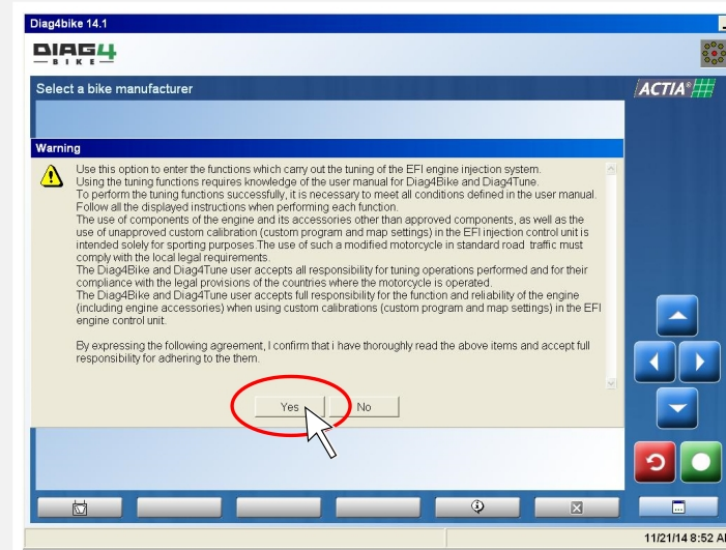 Diag4bike 14.1
DIAG4
BIKE
Select a bike manufacturer
ACTIA®
Warning
Use this option to enter the functions which carry out the tuning of the EFI engine injection system.
Using the tuning functions requires knowledge of the user manual for Diag4Bike and Diag4Tune.
To perform the tuning functions successfully, it is necessary to meet all conditions defined in the user manual.
Follow all the displayed instructions when performing each function.
The use of components of the engine and its accessories other than approved components, as well as the
use of unapproved custom calibration (custom program and map settings) in the EFI injection control unit is
intended solely for sporting purposes.The use of such a modified motorcycle in standard road traffic must
comply with the local legal requirements.
The Diag4Bike and Diag4Tune user accepts all responsibility for tuning operations performed and for their
compliance with the legal provisions of the countries where the motorcycle is operated.
The Diag4Bike and Diag4Tune user accepts full responsibility for the function and reliability of the engine
(including engine accessories) when using custom calibrations (custom program and map settings) in the EFI
engine control unit.
By expressing the following agreement, I confirm that i have thoroughly read the above items and accept full
responsibility for adhering to the them.
Yes
No
11/21/14 8:52 A